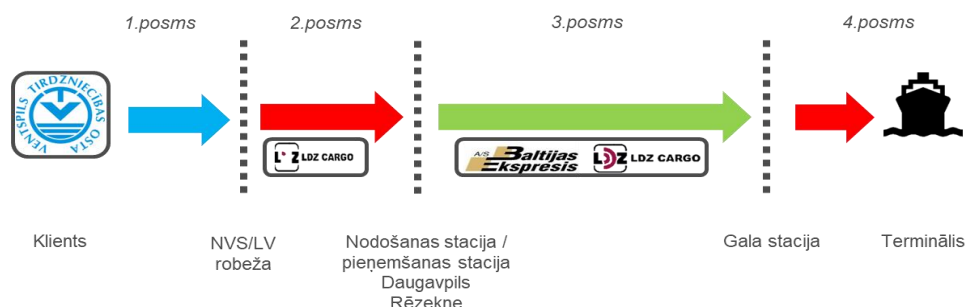 1.posms
2.posms
3.posms
4.posms
VENTSPILS TIRDZNIECĪBAS OSTA
LDZ CARGO
A/S Baltijas Ekspresis
LDZ LDZ CARGO
Klients
NVS/LV
robeža
Nodošanas stacija /
pieņemšanas stacija
Daugavpils
Rēzekne
Gala stacija
Terminālis